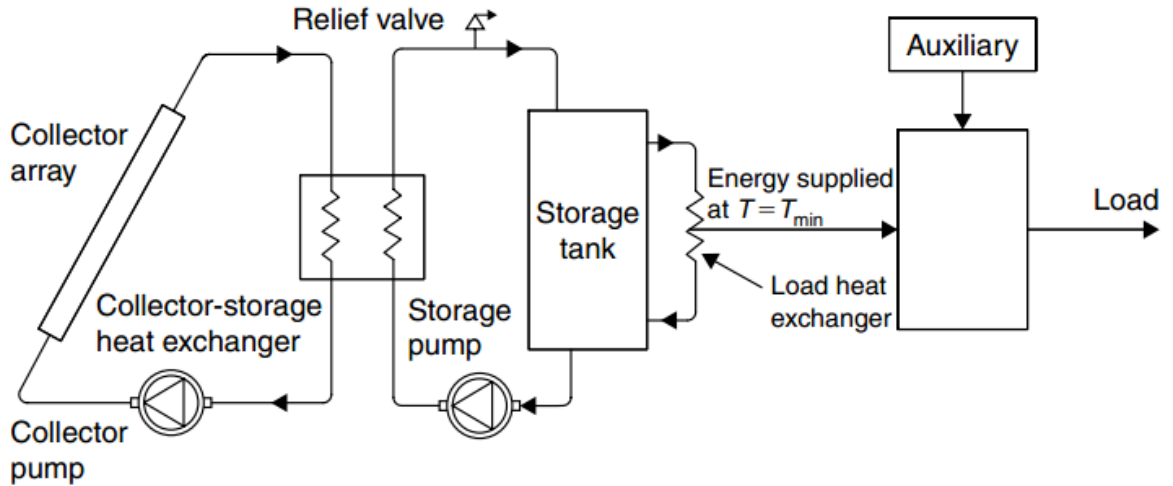 Relief valve
Auxiliary
Collector
array
Energy supplied
at T = Tmin
Load
Storage
tank
Load heat
exchanger
Collector-storage
heat exchanger
Storage
pump
Collector
pump